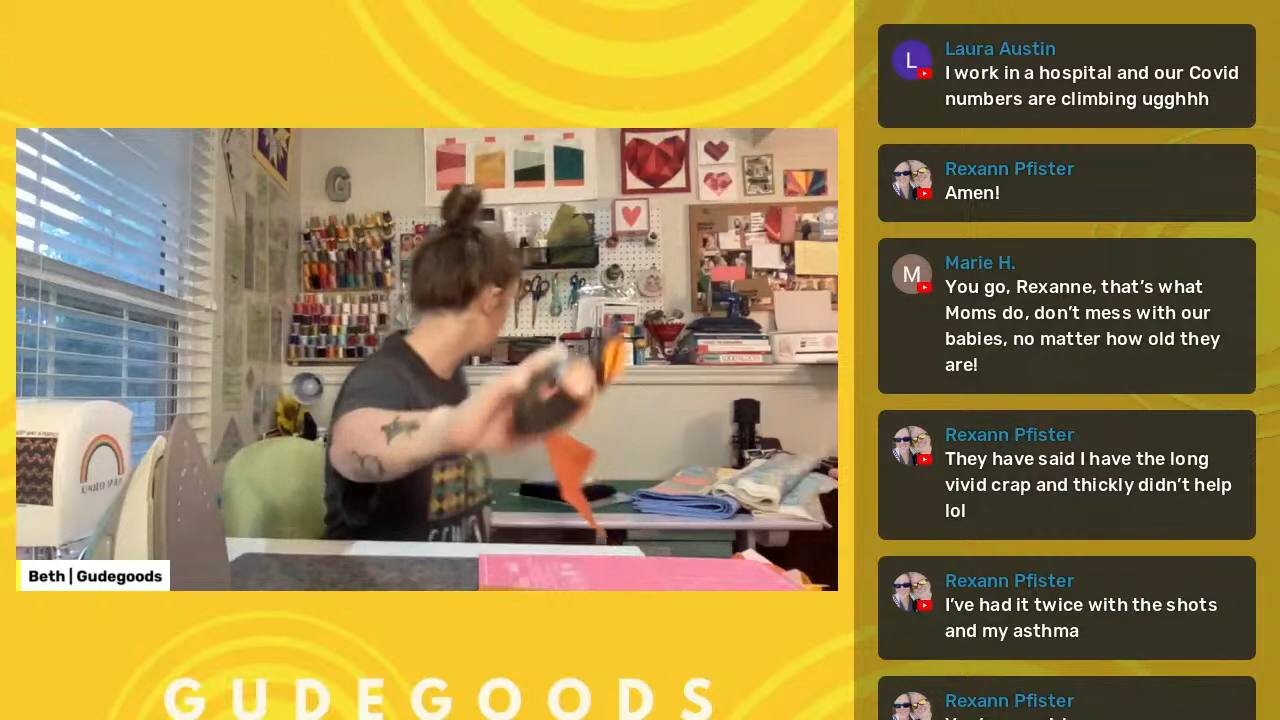 Laura Austin
I work in a hospital and our Covid
numbers are climbing ugghhh
Rexann Pfister
Amen!
Marie H.
You go, Rexanne, that's what
Moms do, don't mess with our
babies, no matter how old they
are!
Rexann Pfister
They have said I have the long
vivid crap and thickly didn't help
lol
Rexann Pfister
I've had it twice with the shots
and my asthma
Rexann Pfister
L
M
G
Beth | Gudegoods
GUDEGOODS